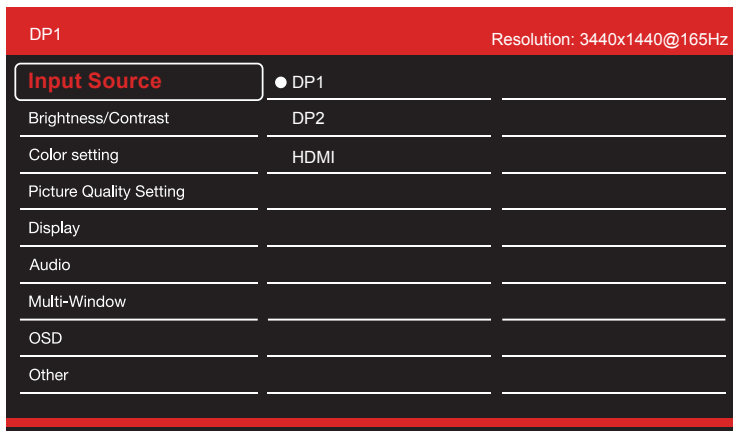 DP1
Resolution: 3440x1440@165Hz
Input Source
DP1
Brightness/Contrast
DP2
Color setting
HDMI
Picture Quality Setting
Display
Audio
Multi-Window
OSD
Other